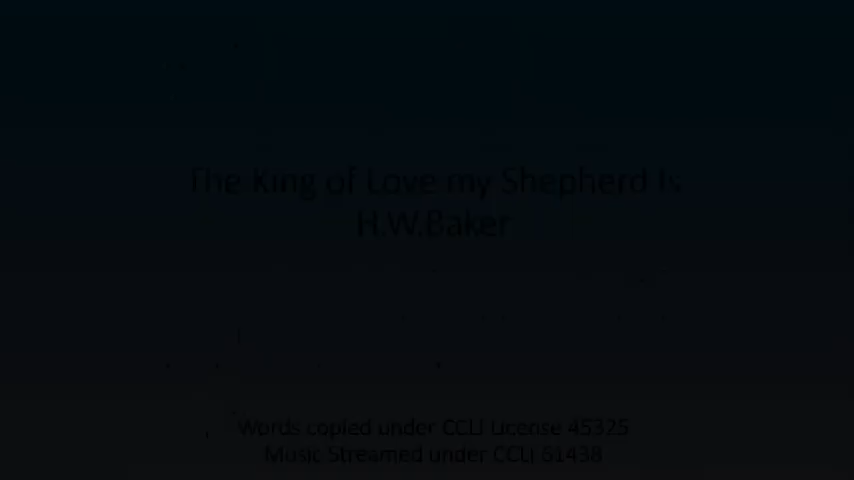 The King of Love my Shepherd Is
H.W.Baker
Words copied under CCLI License 45325
Music Streamed under CCLI 61438